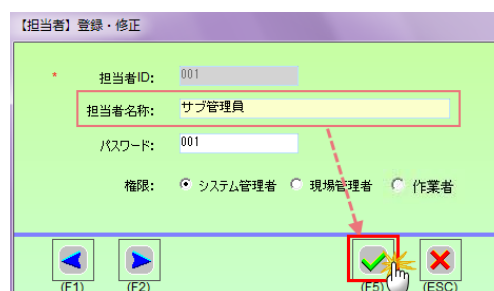 【担当者】登録・修正
* 担当者ID: 001
担当者名称: サブ管理員
パスワード: 001
権限: システム管理者 現場管理者 作業者
(F1) (F2) (F5) (ESC)